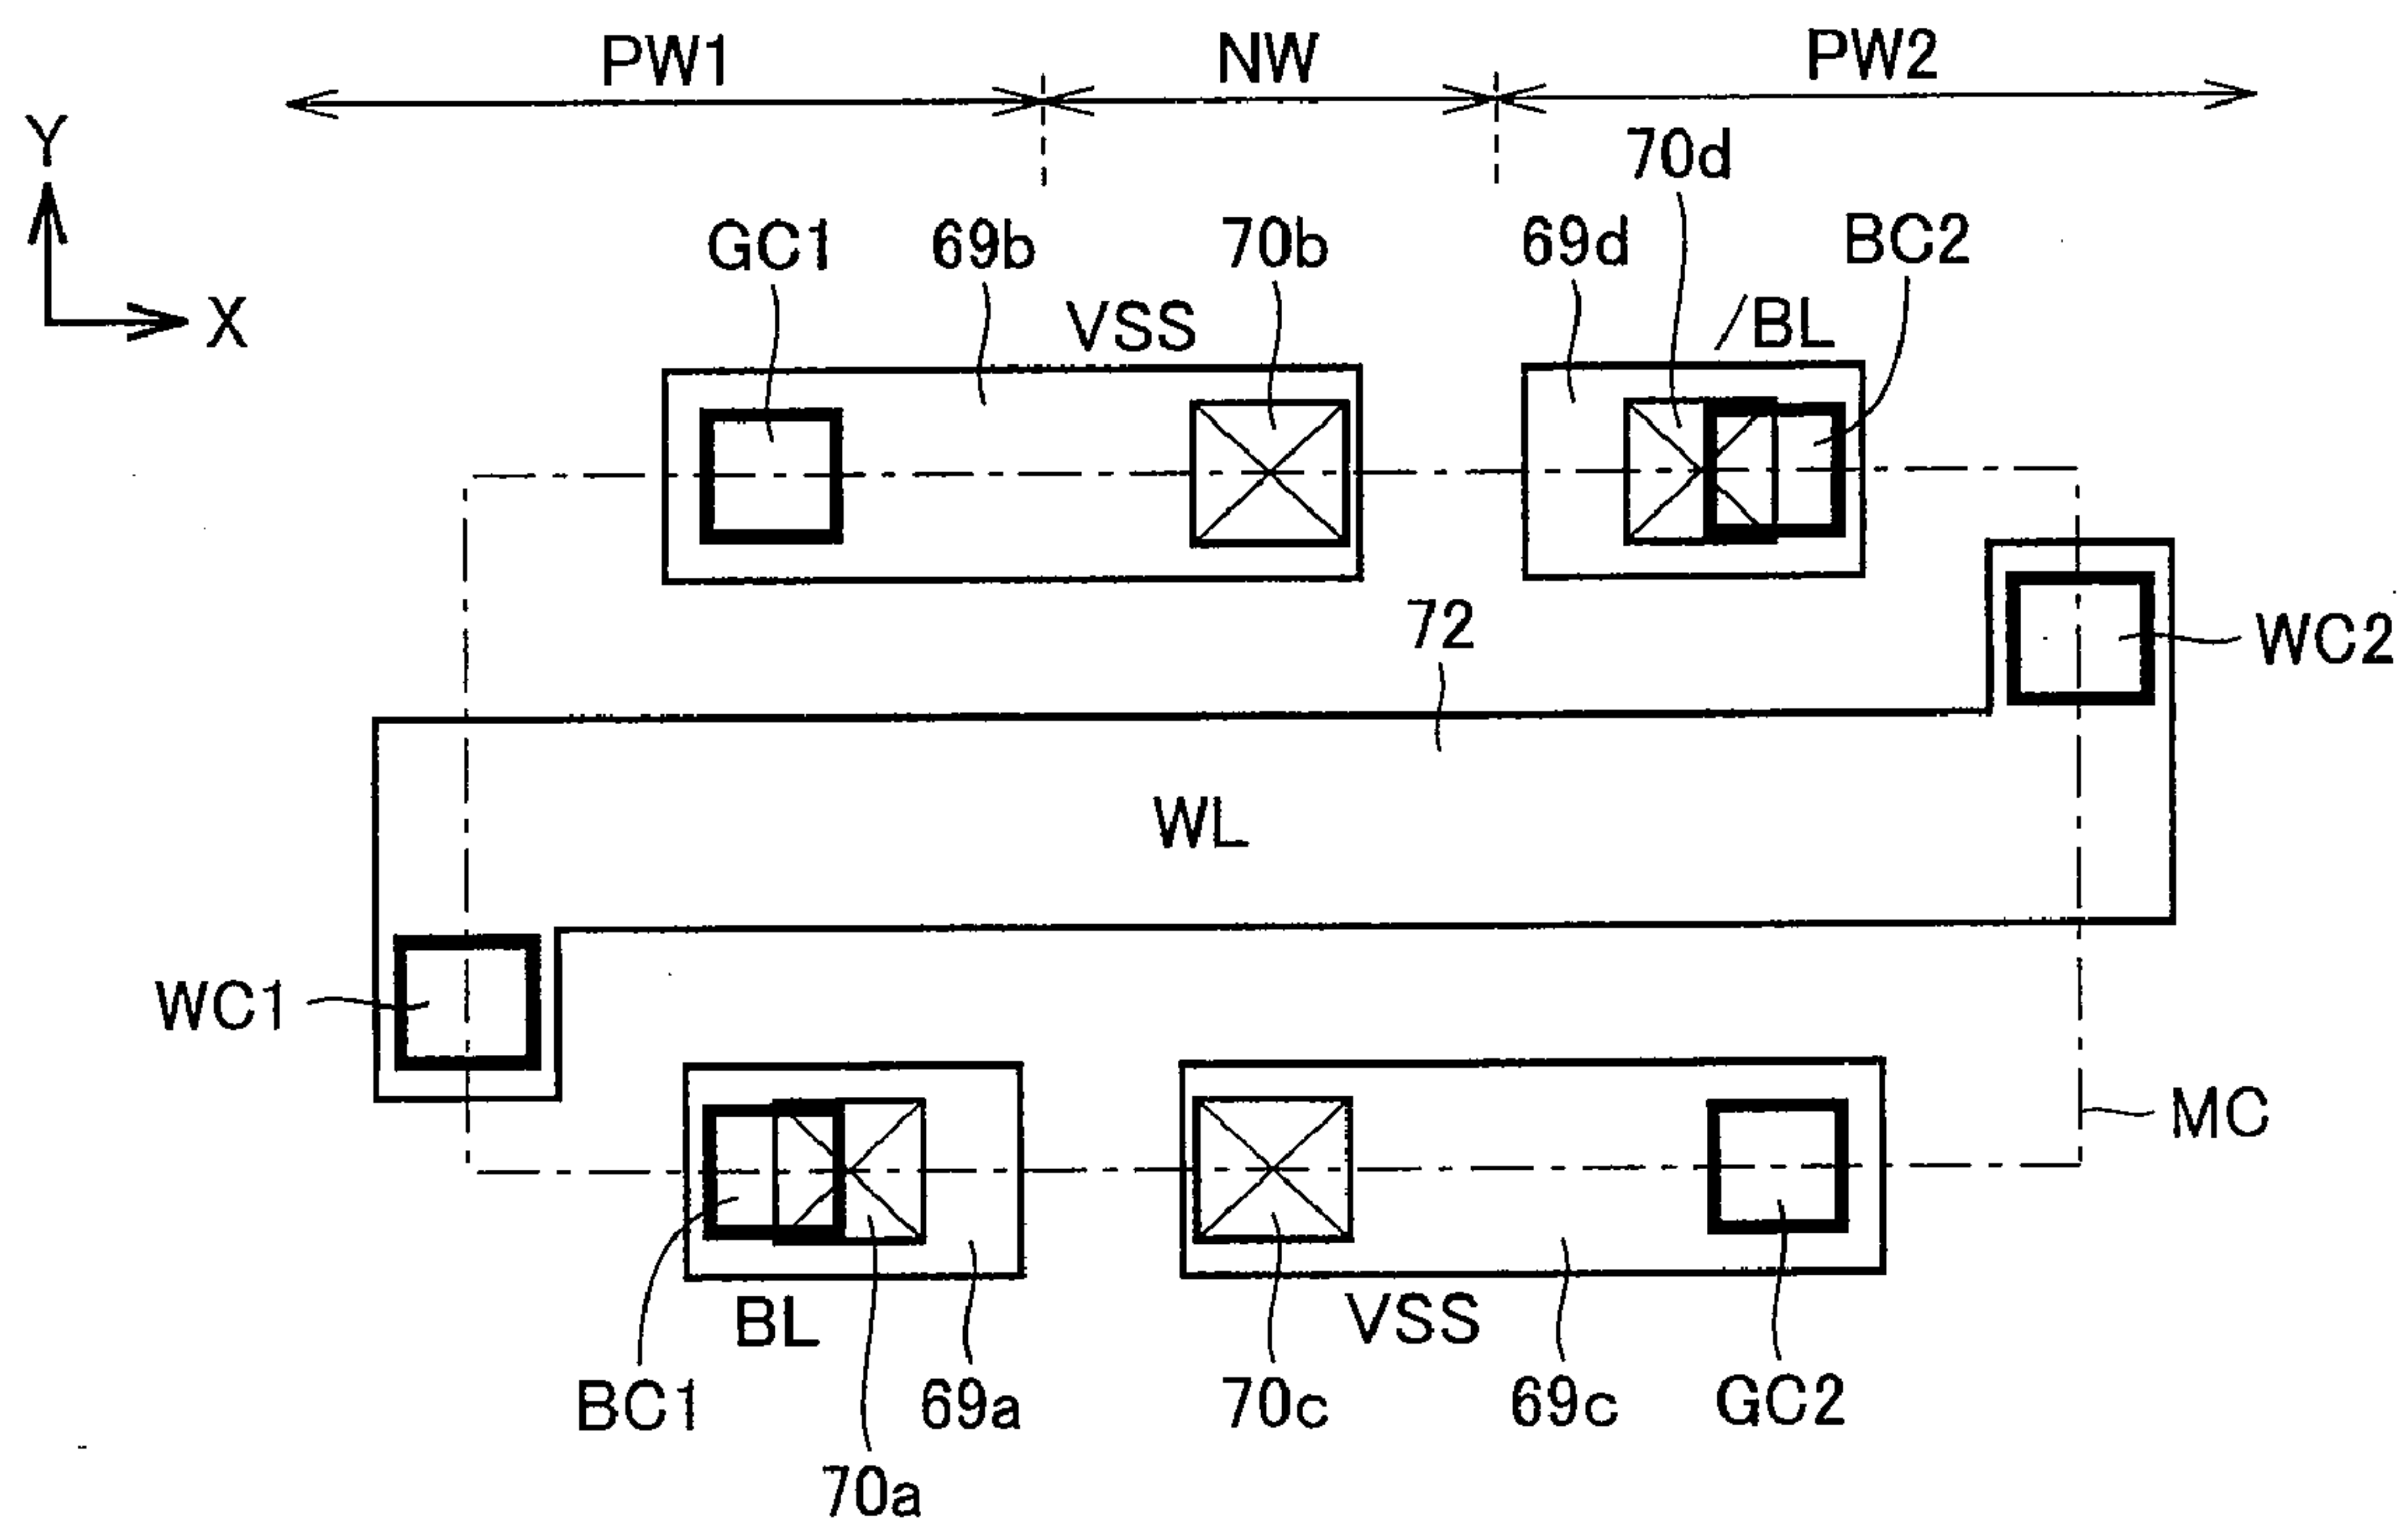 PW1 NW PW2
Y
70d
GC1 69b 70b 69d BC2
X
VSS /BL
72
WC2
WL
WC1
MC
BL VSS
BC1 69a 70c 69c GC2
70a